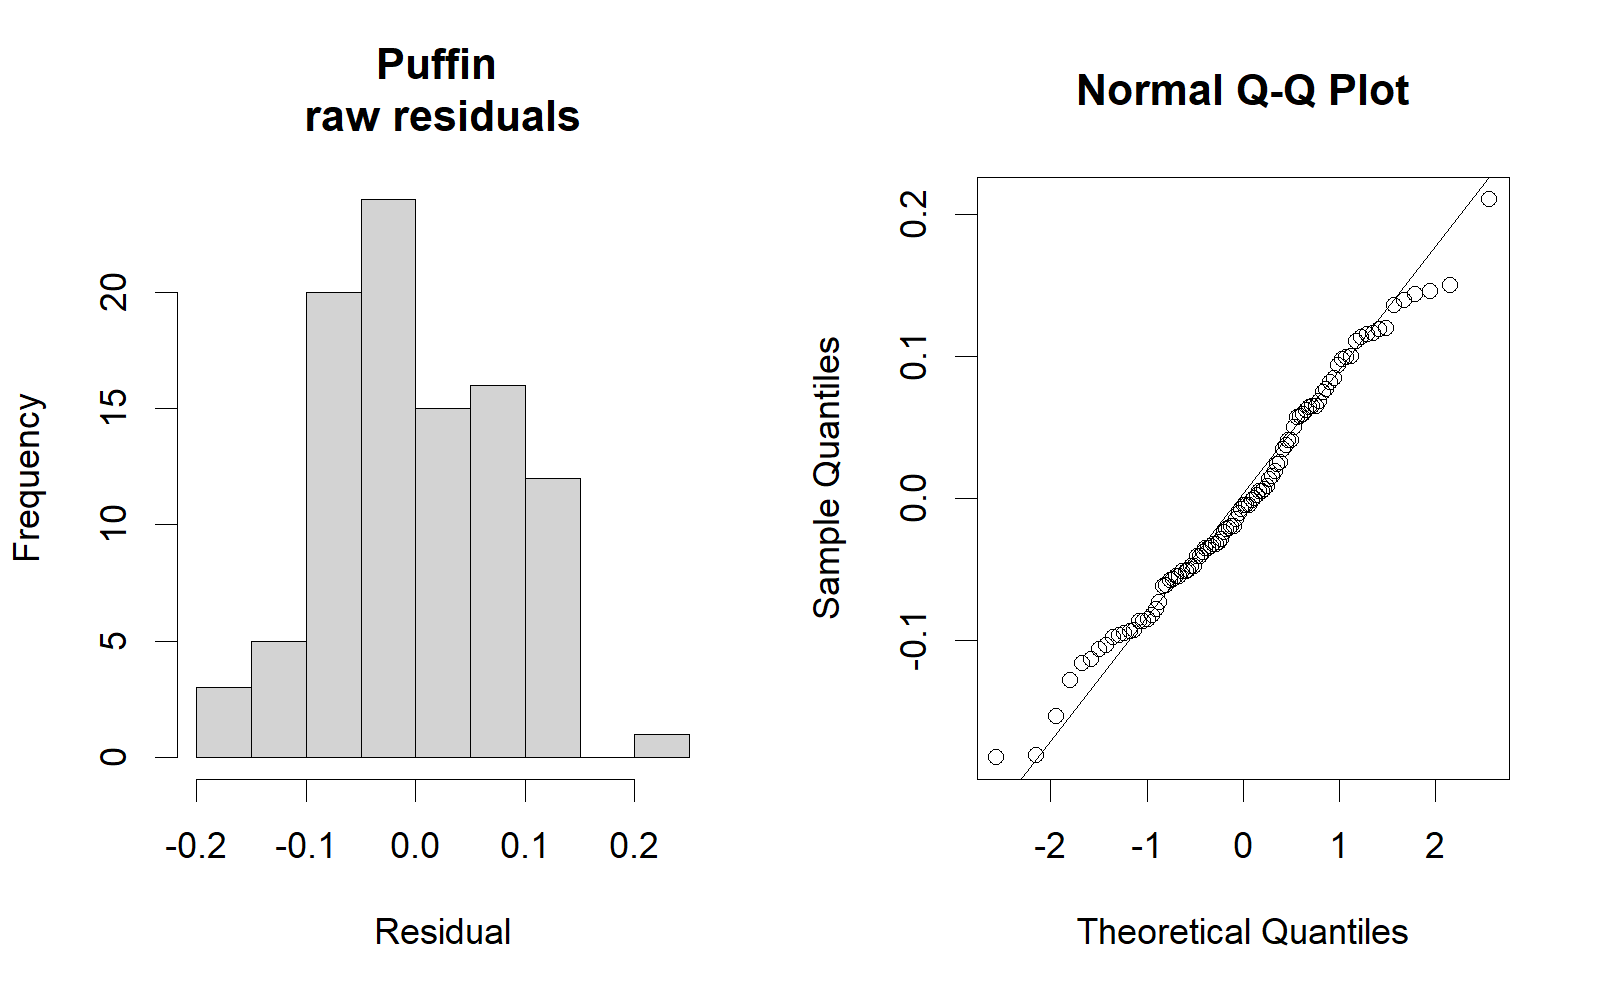 Puffin
raw residuals
Frequency
20
15
10
5
0
-0.2
-0.1
0.0
0.1
0.2
Residual
Normal Q-Q Plot
Sample Quantiles
0.2
0.1
0.0
-0.1
-2
-1
0
1
2
Theoretical Quantiles